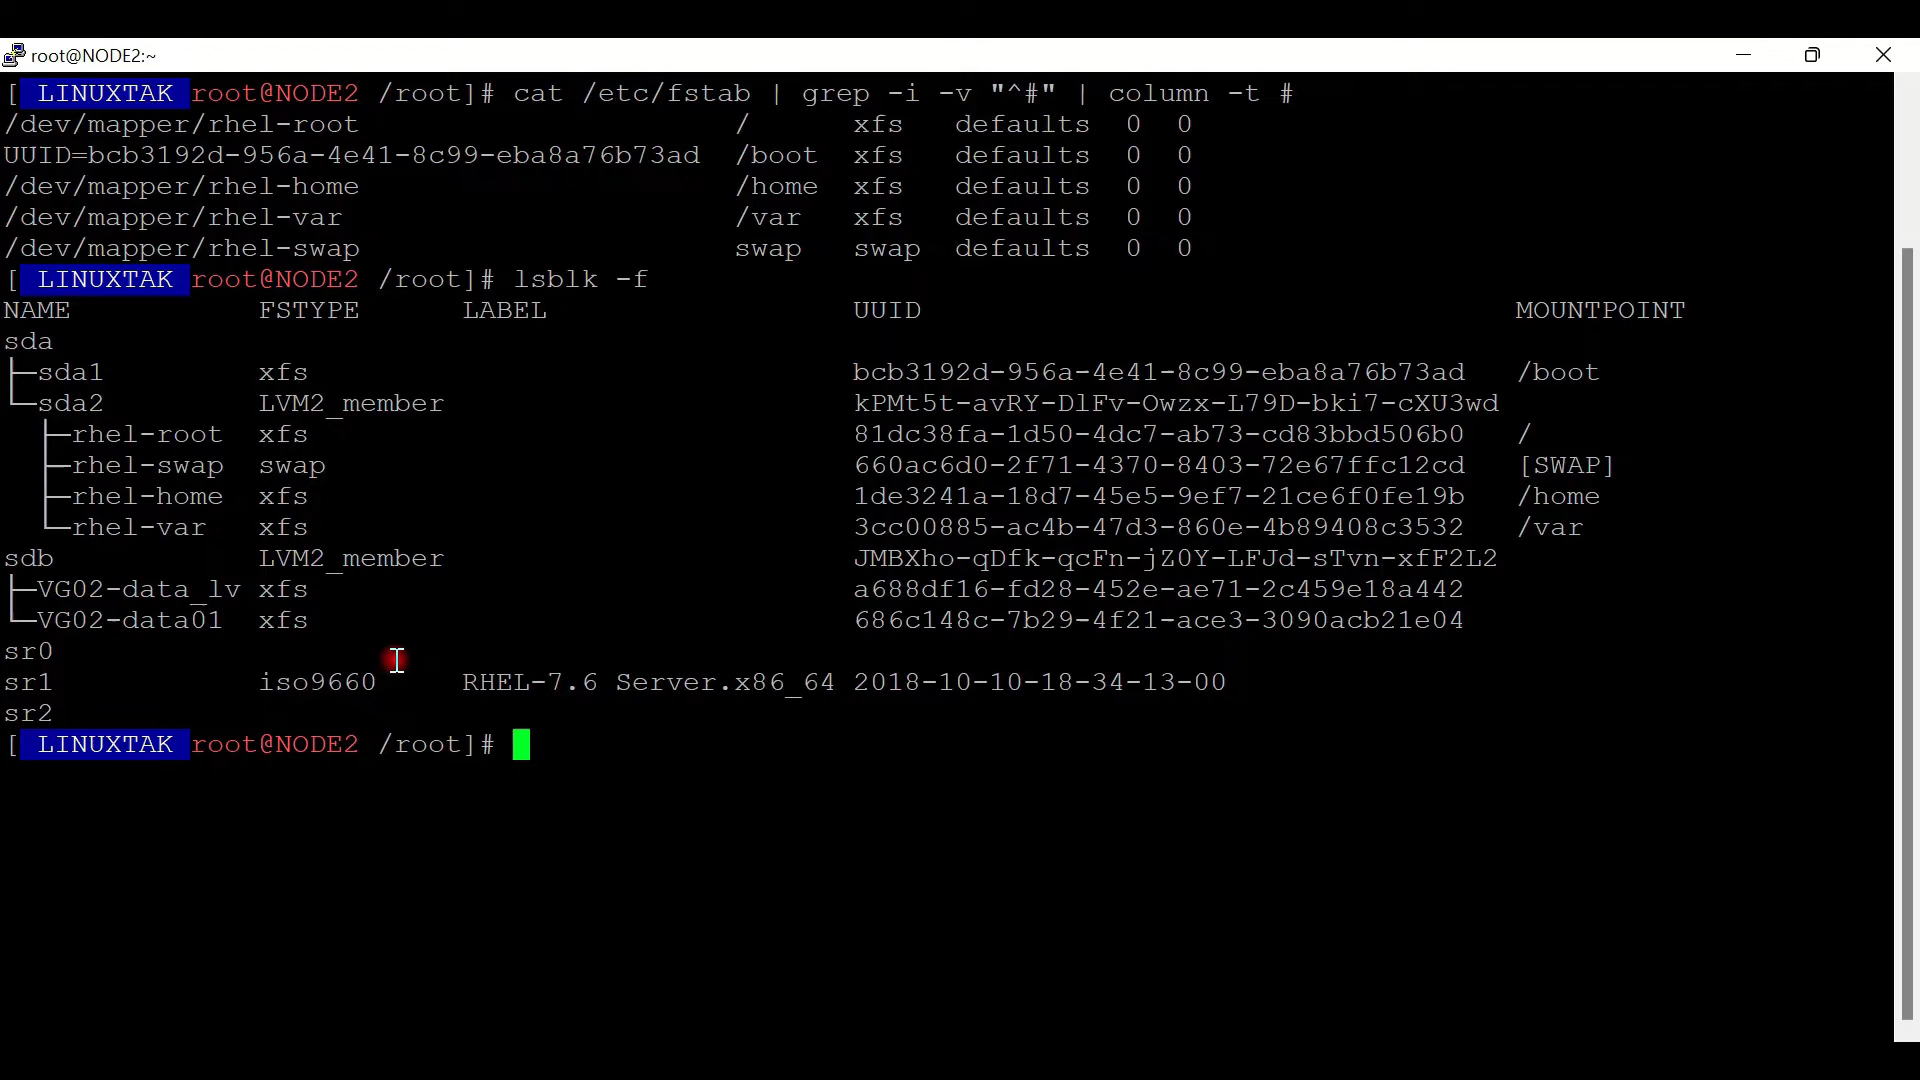 root@NODE2:~
[ LINUXTAK root@NODE2 /root]# cat /etc/fstab | grep -i -v "^#" | column -t #
/dev/mapper/rhel-root / xfs defaults 0 0
UUID=bcb3192d-956a-4e41-8c99-eba8a76b73ad /boot xfs defaults 0 0
/dev/mapper/rhel-home /home xfs defaults 0 0
/dev/mapper/rhel-var /var xfs defaults 0 0
/dev/mapper/rhel-swap swap swap defaults 0 0
[ LINUXTAK root@NODE2 /root]# lsblk -f
NAME FSTYPE LABEL UUID MOUNTPOINT
sda
├─sda1 xfs bcb3192d-956a-4e41-8c99-eba8a76b73ad /boot
└─sda2 LVM2_member kPMt5t-avRY-DlFv-Owzx-L79D-bki7-cXU3wd
├─rhel-root xfs 81dc38fa-1d50-4dc7-ab73-cd83bbd506b0 /
├─rhel-swap swap 660ac6d0-2f71-4370-8403-72e67ffc12cd [SWAP]
├─rhel-home xfs 1de3241a-18d7-45e5-9ef7-21ce6f0fe19b /home
└─rhel-var xfs 3cc00885-ac4b-47d3-860e-4b89408c3532 /var
sdb LVM2_member JMBXho-qDfk-qcFn-jZ0Y-LFJd-sTvn-xfF2L2
├─VG02-data_lv xfs a688df16-fd28-452e-ae71-2c459e18a442
└─VG02-data01 xfs 686c148c-7b29-4f21-ace3-3090acb21e04
sr0
sr1 iso9660 RHEL-7.6 Server.x86_64 2018-10-10-18-34-13-00
sr2
[ LINUXTAK root@NODE2 /root]#